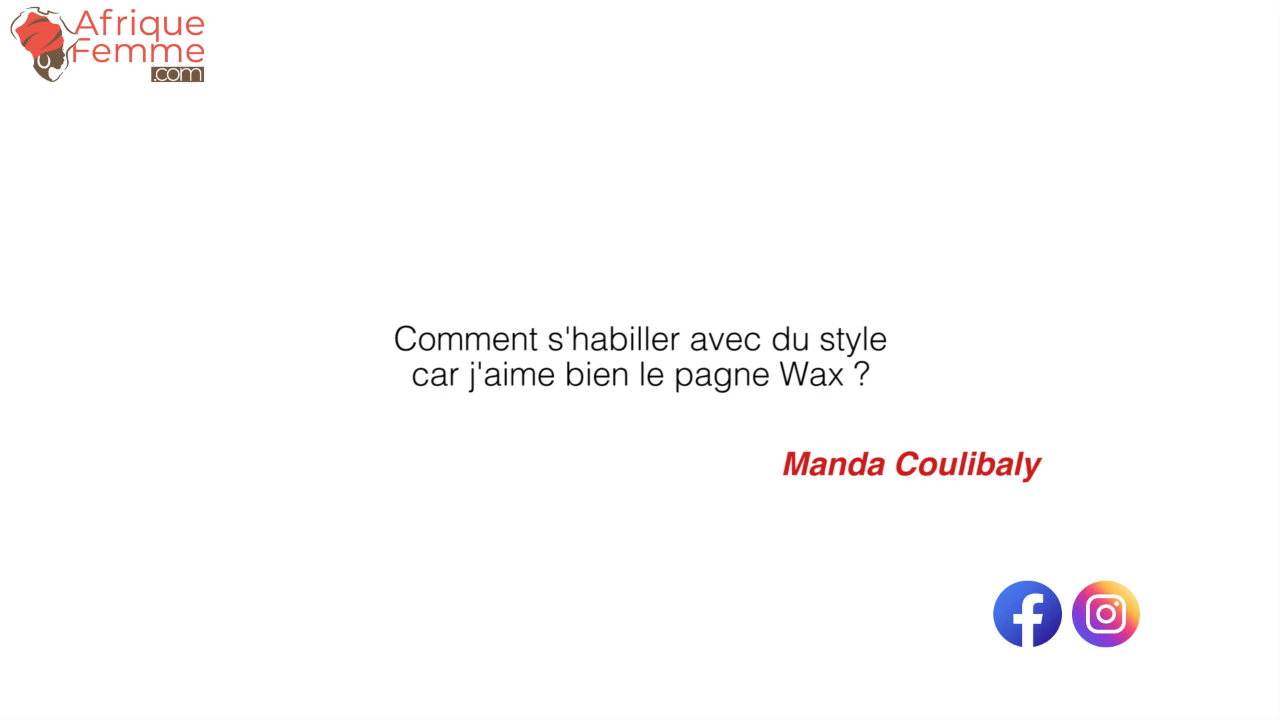 Afrique
Femme
.com
Comment s'habiller avec du style
car j'aime bien le pagne Wax ?
Manda Coulibaly